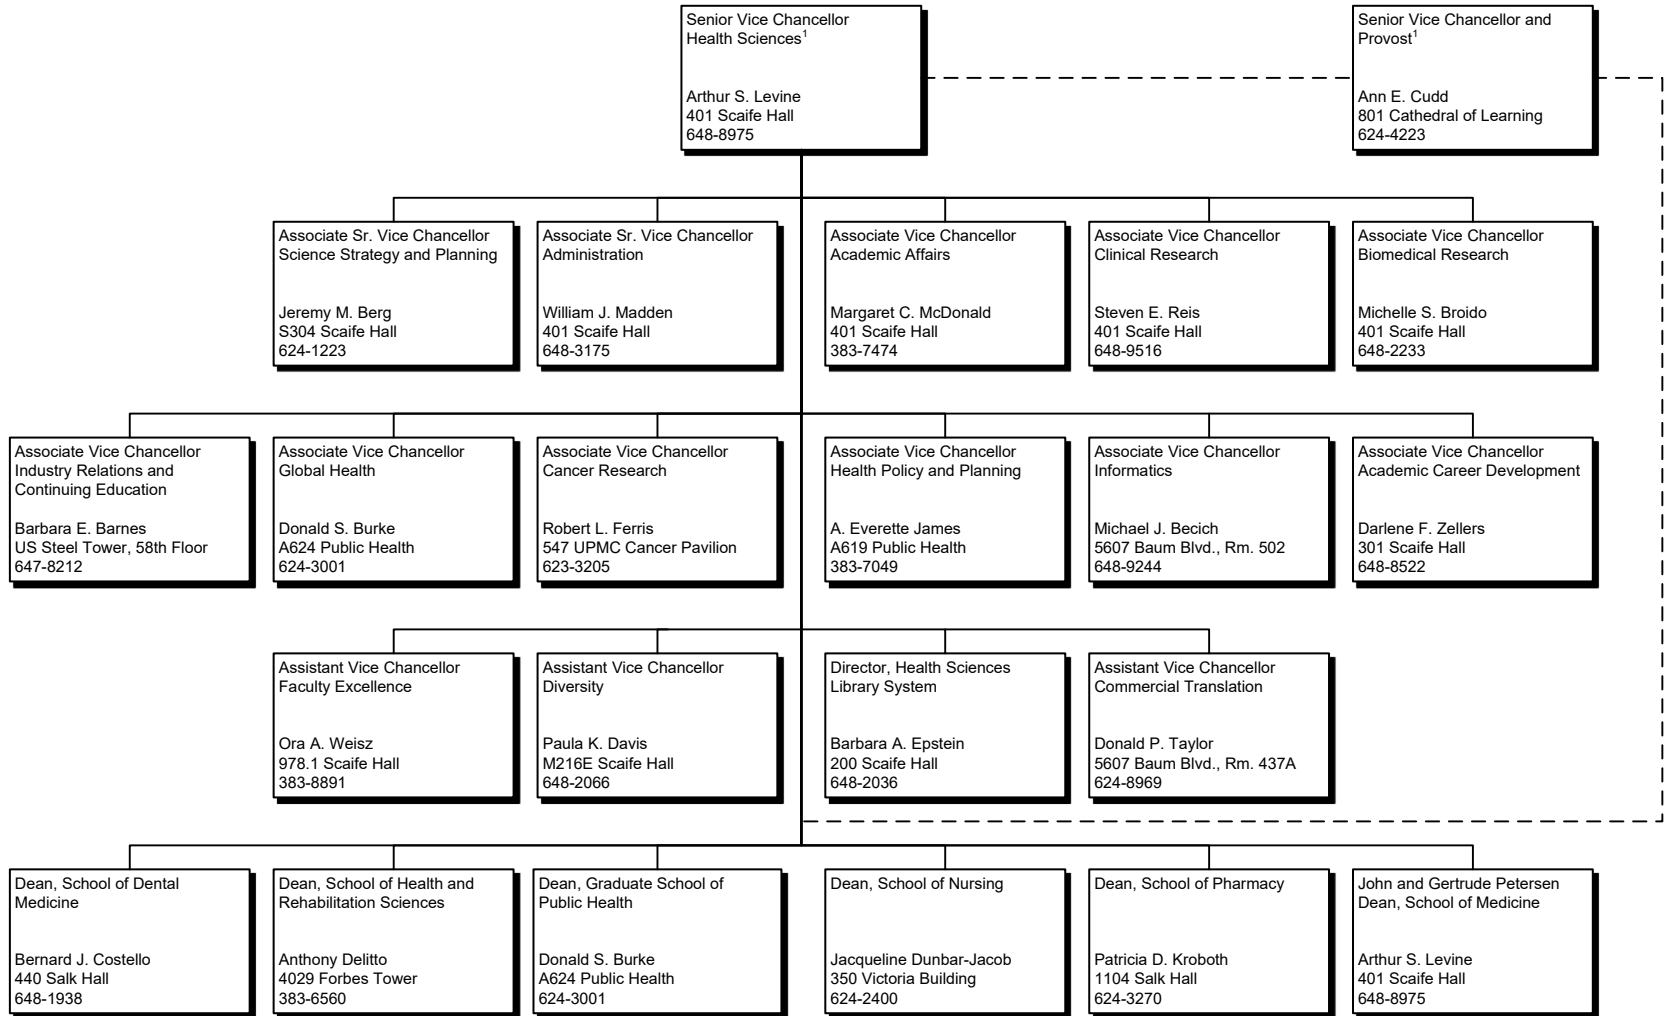 Senior Vice Chancellor
Health Sciences¹
Arthur S. Levine
401 Scaife Hall
648-8975
Senior Vice Chancellor and
Provost¹
Ann E. Cudd
801 Cathedral of Learning
624-4223
Associate Sr. Vice Chancellor
Science Strategy and Planning
Jeremy M. Berg
S304 Scaife Hall
624-1223
Associate Sr. Vice Chancellor
Administration
William J. Madden
401 Scaife Hall
648-3175
Associate Vice Chancellor
Academic Affairs
Margaret C. McDonald
401 Scaife Hall
383-7474
Associate Vice Chancellor
Clinical Research
Steven E. Reis
401 Scaife Hall
648-9516
Associate Vice Chancellor
Biomedical Research
Michelle S. Broido
401 Scaife Hall
648-2233
Associate Vice Chancellor
Industry Relations and
Continuing Education
Barbara E. Barnes
US Steel Tower, 58th Floor
647-8212
Associate Vice Chancellor
Global Health
Donald S. Burke
A624 Public Health
624-3001
Associate Vice Chancellor
Cancer Research
Robert L. Ferris
547 UPMC Cancer Pavilion
623-3205
Associate Vice Chancellor
Health Policy and Planning
A. Everette James
A619 Public Health
383-7049
Associate Vice Chancellor
Informatics
Michael J. Becich
5607 Baum Blvd., Rm. 502
648-9244
Associate Vice Chancellor
Academic Career Development
Darlene F. Zellers
301 Scaife Hall
648-8522
Assistant Vice Chancellor
Faculty Excellence
Ora A. Weisz
978.1 Scaife Hall
383-8891
Assistant Vice Chancellor
Diversity
Paula K. Davis
M216E Scaife Hall
648-2066
Director, Health Sciences
Library System
Barbara A. Epstein
200 Scaife Hall
648-2036
Assistant Vice Chancellor
Commercial Translation
Donald P. Taylor
5607 Baum Blvd., Rm. 437A
624-8969
Dean, School of Dental
Medicine
Bernard J. Costello
440 Salk Hall
648-1938
Dean, School of Health and
Rehabilitation Sciences
Anthony Delitto
4029 Forbes Tower
383-6560
Dean, Graduate School of
Public Health
Donald S. Burke
A624 Public Health
624-3001
Dean, School of Nursing
Jacqueline Dunbar-Jacob
350 Victoria Building
624-2400
Dean, School of Pharmacy
Patricia D. Kroboth
1104 Salk Hall
624-3270
John and Gertrude Petersen
Dean, School of Medicine
Arthur S. Levine
401 Scaife Hall
648-8975